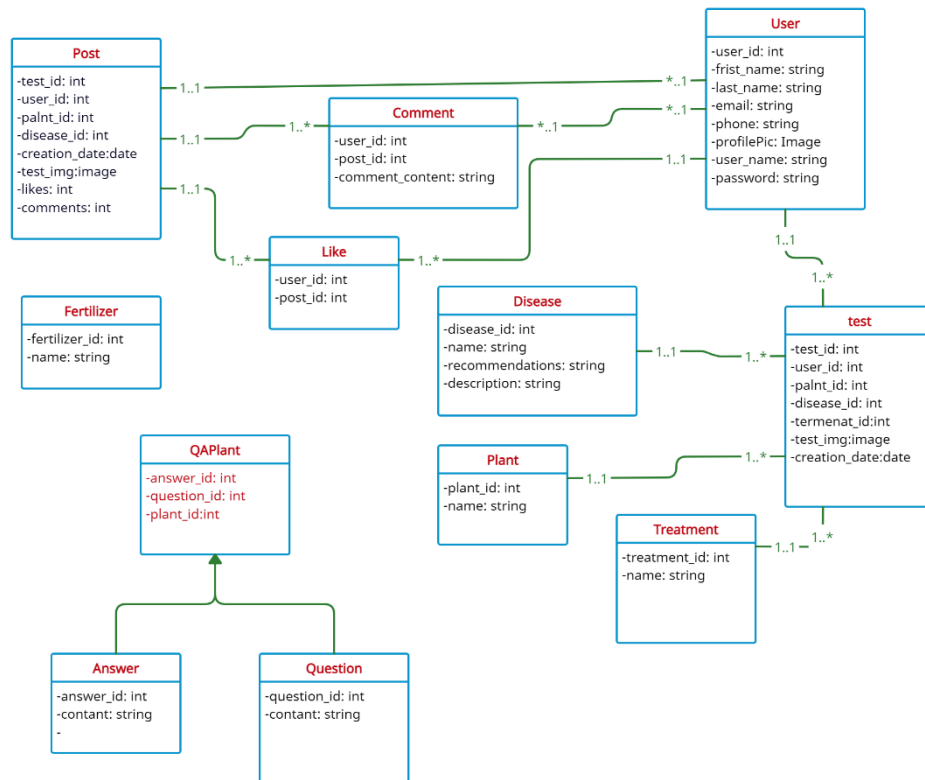 Post
-test_id: int
-user_id: int
-palnt_id: int
-disease_id: int
-creation_date:date
-test_img:image
-likes: int
-comments: int
User
-user_id: int
-frist_name: string
-last_name: string
-email: string
-phone: string
-profilePic: Image
-user_name: string
-password: string
1..1
*..1
Comment
-user_id: int
-post_id: int
-comment_content: string
1..1
1..*
*..1
*..1
1..1
1..*
Like
-user_id: int
-post_id: int
1..*
1..1
1..1
1..*
Fertilizer
-fertilizer_id: int
-name: string
Disease
-disease_id: int
-name: string
-recommendations: string
-description: string
1..1
1..*
test
-test_id: int
-user_id: int
-palnt_id: int
-disease_id: int
-termenat_id:int
-test_img:image
-creation_date:date
QAPlant
-answer_id: int
-question_id: int
-plant_id:int
Plant
-plant_id: int
-name: string
1..1
1..*
Treatment
-treatment_id: int
-name: string
1..1
1..*
Answer
-answer_id: int
-contant: string
-
Question
-question_id: int
-contant: string